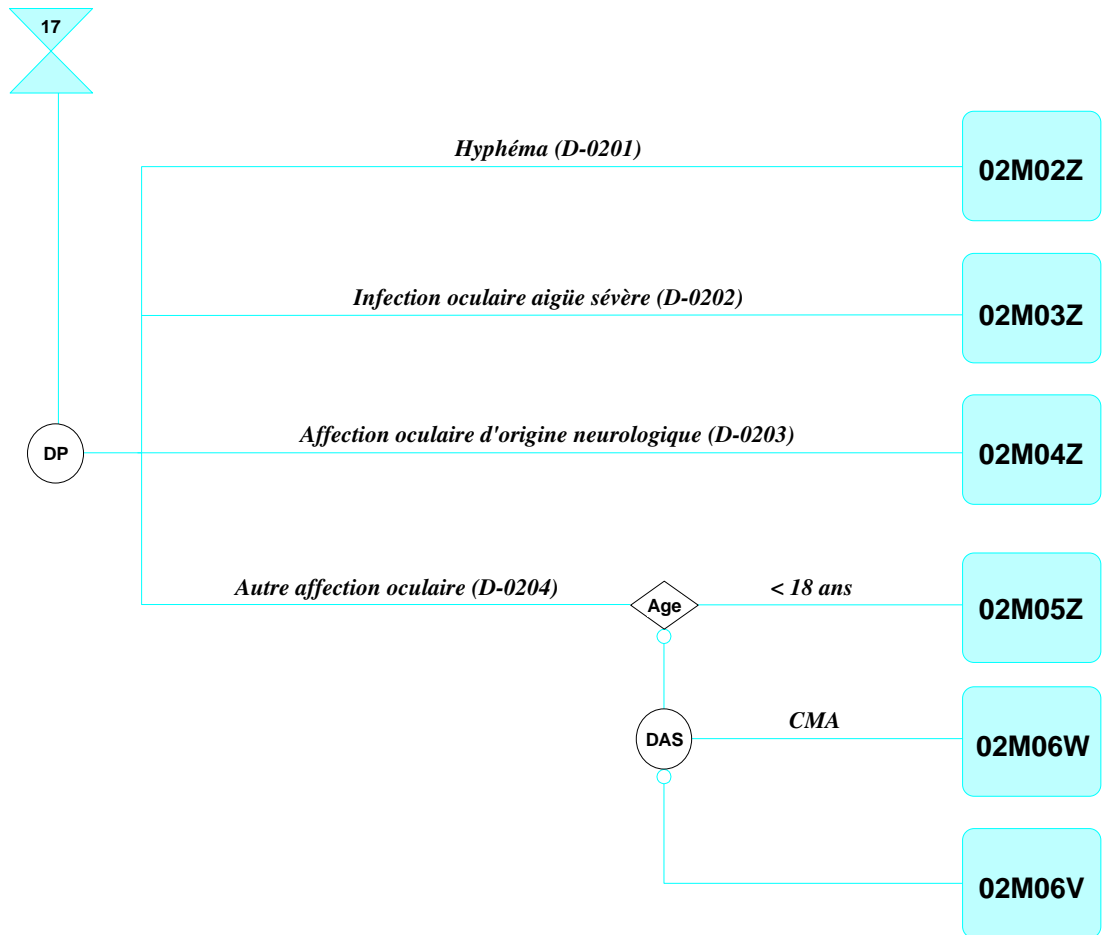 17
Hyphéma (D-0201)
02M02Z
Infection oculaire aigüe sévère (D-0202)
02M03Z
DP
Affection oculaire d'origine neurologique (D-0203)
02M04Z
Autre affection oculaire (D-0204)
Age
< 18 ans
02M05Z
DAS
CMA
02M06W
02M06V